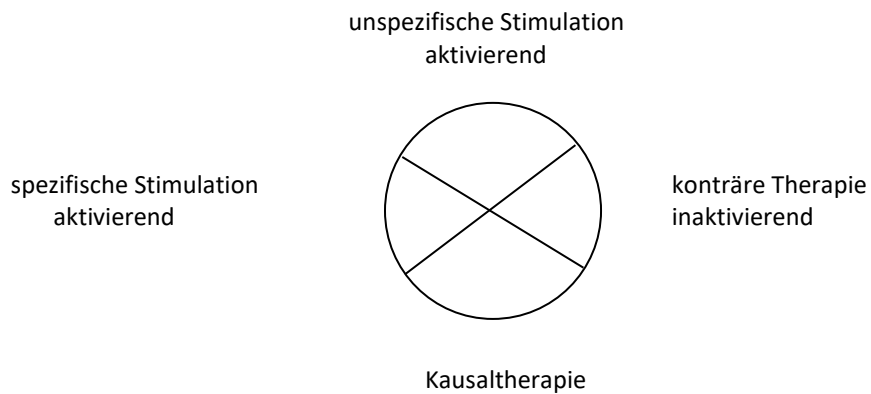 unspezifische Stimulation
aktivierend
spezifische Stimulation
aktivierend
konträre Therapie
inaktivierend
Kausaltherapie